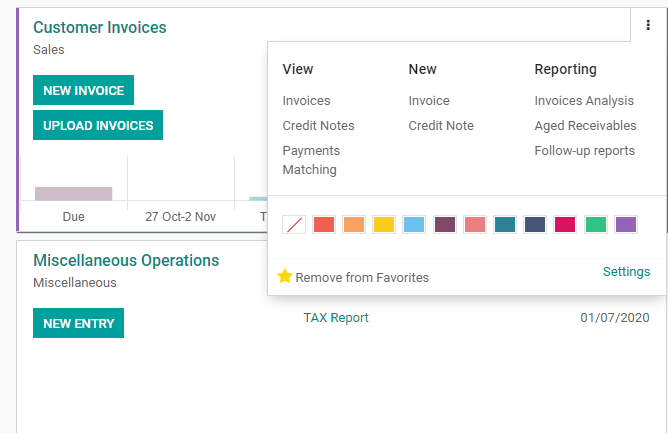 Customer Invoices
Sales
NEW INVOICE
UPLOAD INVOICES
Due
27 Oct-2 Nov
View
New
Reporting
Invoices
Invoice
Invoices Analysis
Credit Notes
Credit Note
Aged Receivables
Payments
Matching
Follow-up reports
Remove from Favorites
Settings
Miscellaneous Operations
Miscellaneous
NEW ENTRY
TAX Report
01/07/2020